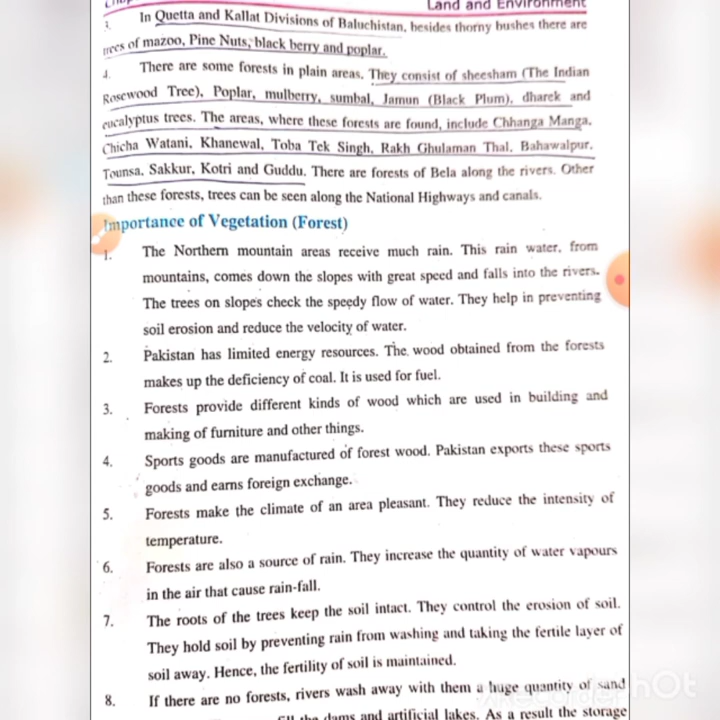 Land and Environment
3. In Quetta and Kallat Divisions of Baluchistan, besides thorny bushes there are
trees of mazoo, Pine Nuts, black berry and poplar.
4. There are some forests in plain areas. They consist of sheesham (The Indian
Rosewood Tree), Poplar, mulberry, sumbal, Jamun (Black Plum), dharek and
eucalyptus trees. The areas, where these forests are found, include Chhanga Manga,
Chicha Watani, Khanewal, Toba Tek Singh, Rakh Ghulaman Thal, Bahawalpur,
Tounsa, Sakkur, Kotri and Guddu. There are forests of Bela along the rivers. Other
than these forests, trees can be seen along the National Highways and canals.
Importance of Vegetation (Forest)
1. The Northern mountain areas receive much rain. This rain water, from
mountains, comes down the slopes with great speed and falls into the rivers.
The trees on slopes check the speedy flow of water. They help in preventing
soil erosion and reduce the velocity of water.
2. Pakistan has limited energy resources. The wood obtained from the forests
makes up the deficiency of coal. It is used for fuel.
3. Forests provide different kinds of wood which are used in building and
making of furniture and other things.
4. Sports goods are manufactured of forest wood. Pakistan exports these sports
goods and earns foreign exchange.
5. Forests make the climate of an area pleasant. They reduce the intensity of
temperature.
6. Forests are also a source of rain. They increase the quantity of water vapours
in the air that cause rain-fall.
7. The roots of the trees keep the soil intact. They control the erosion of soil.
They hold soil by preventing rain from washing and taking the fertile layer of
soil away. Hence, the fertility of soil is maintained.
8. If there are no forests, rivers wash away with them a huge quantity of sand
the dams and artificial lakes. As a result the storage